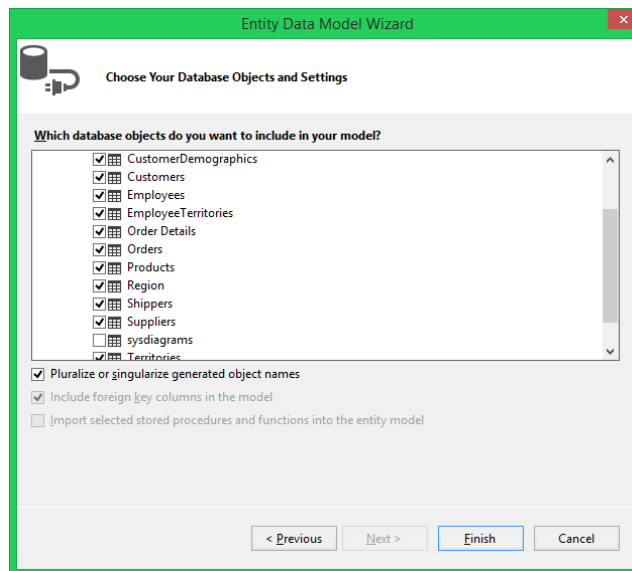 Entity Data Model Wizard
x
Choose Your Database Objects and Settings
Which database objects do you want to include in your model?
CustomerDemographics
Customers
Employees
EmployeeTerritories
Order Details
Orders
Products
Region
Shippers
Suppliers
sysdiagrams
Territories
Pluralize or singularize generated object names
Include foreign key columns in the model
Import selected stored procedures and functions into the entity model
< Previous
Next >
Finish
Cancel